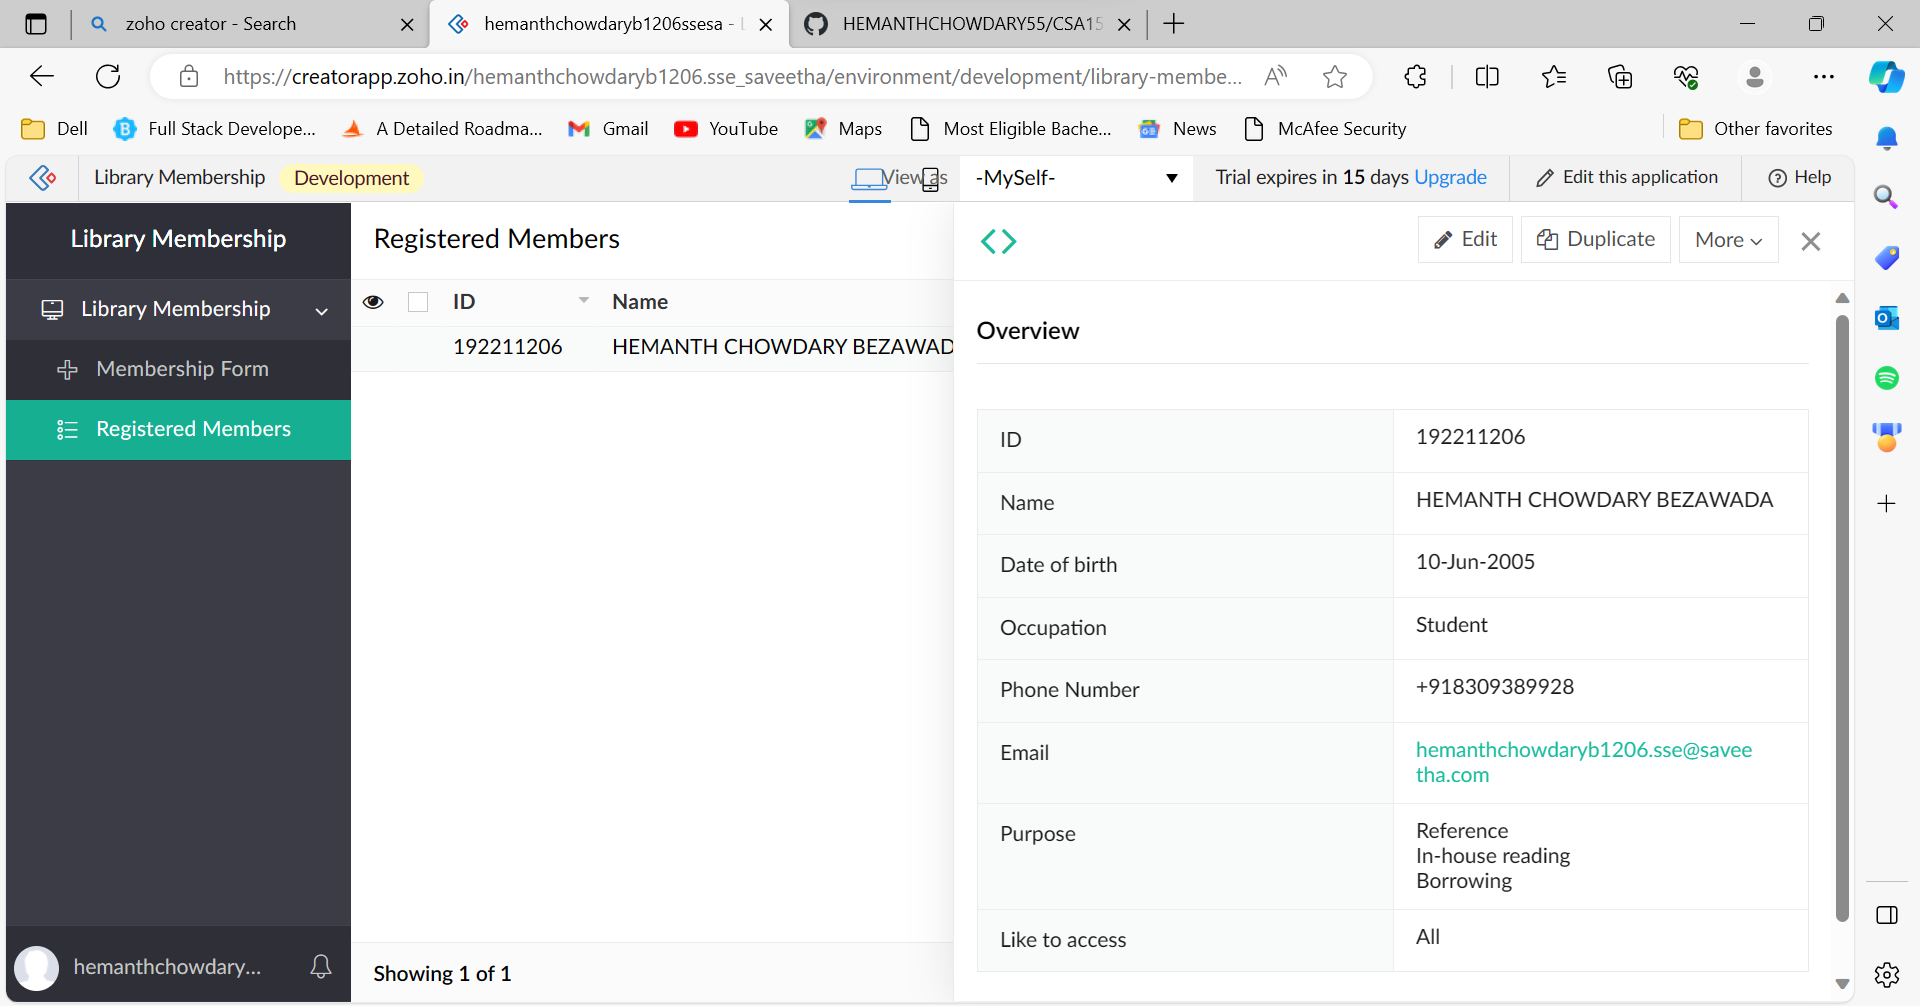 zoho creator - Search
hemanthchowdaryb1206ssesa -
HEMANTHCHOWDARY55/CSA15
https://creatorapp.zoho.in/hemanthchowdaryb1206.sse_saveetha/environment/development/library-membe...
Dell
Full Stack Develope...
A Detailed Roadma...
Gmail
YouTube
Maps
Most Eligible Bache...
News
McAfee Security
Other favorites
Library Membership
Development
View as
-MySelf-
Trial expires in 15 days Upgrade
Edit this application
Help
Library Membership
Library Membership
Membership Form
Registered Members
hemanthchowdary...
Registered Members
ID
Name
192211206
HEMANTH CHOWDARY BEZAWAD
Showing 1 of 1
Edit
Duplicate
More
Overview
ID
192211206
Name
HEMANTH CHOWDARY BEZAWADA
Date of birth
10-Jun-2005
Occupation
Student
Phone Number
+918309389928
Email
hemanthchowdaryb1206.sse@savee
tha.com
Purpose
Reference
In-house reading
Borrowing
Like to access
All